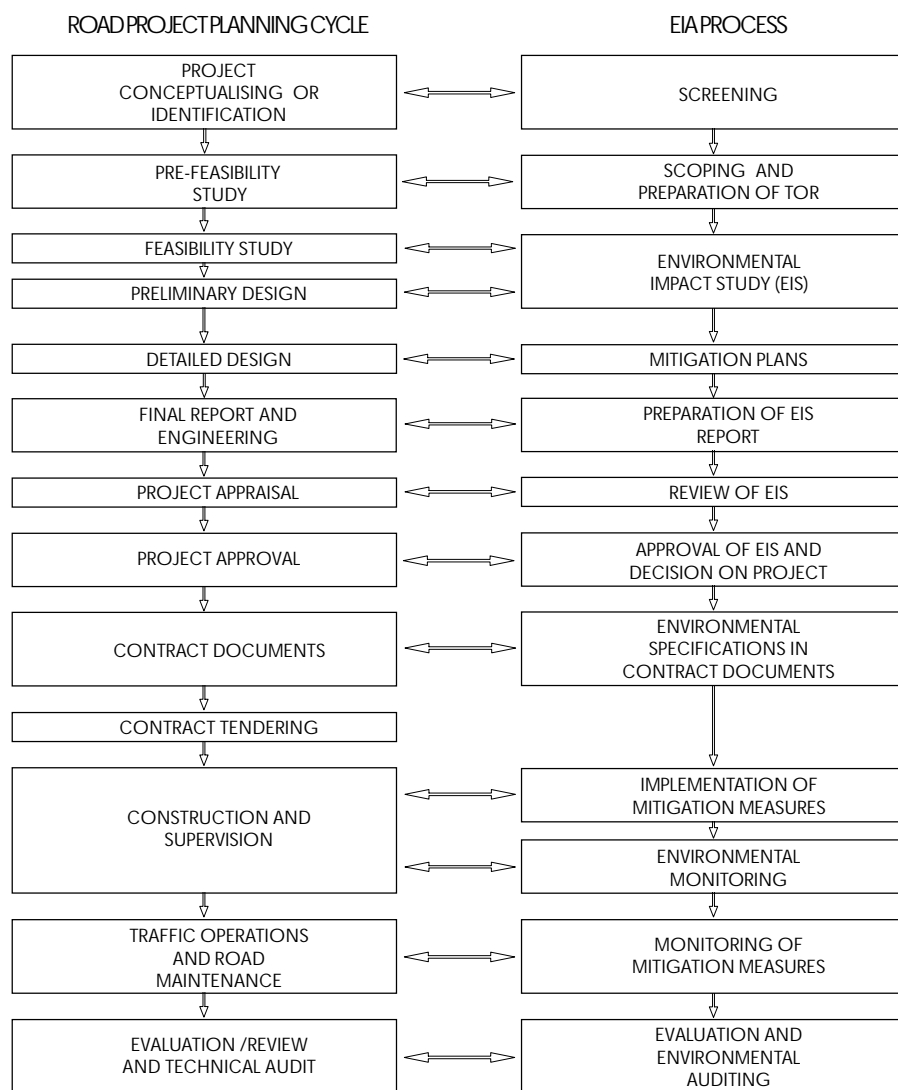 ROAD PROJECT PLANNING CYCLE
EIA PROCESS
PROJECT
CONCEPTUALISING OR
IDENTIFICATION
SCREENING
PRE-FEASIBILITY
STUDY
SCOPING AND
PREPARATION OF TOR
FEASIBILITY STUDY
ENVIRONMENTAL
IMPACT STUDY (EIS)
PRELIMINARY DESIGN
DETAILED DESIGN
MITIGATION PLANS
FINAL REPORT AND
ENGINEERING
PREPARATION OF EIS
REPORT
PROJECT APPRAISAL
REVIEW OF EIS
PROJECT APPROVAL
APPROVAL OF EIS AND
DECISION ON PROJECT
CONTRACT DOCUMENTS
ENVIRONMENTAL
SPECIFICATIONS IN
CONTRACT DOCUMENTS
CONTRACT TENDERING
CONSTRUCTION AND
SUPERVISION
IMPLEMENTATION OF
MITIGATION MEASURES
ENVIRONMENTAL
MONITORING
TRAFFIC OPERATIONS
AND ROAD
MAINTENANCE
MONITORING OF
MITIGATION MEASURES
EVALUATION /REVIEW
AND TECHNICAL AUDIT
EVALUATION AND
ENVIRONMENTAL
AUDITING